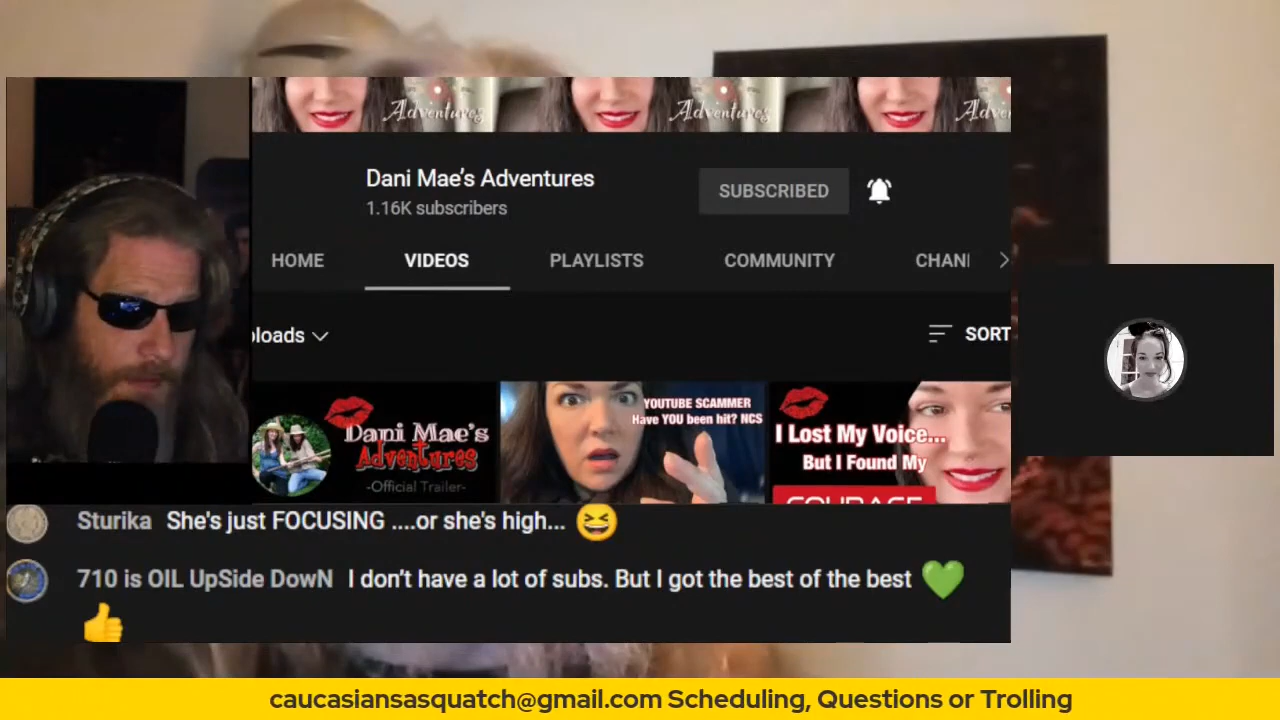 Adventures Adventures
Dani Mae's Adventures
1.16K subscribers
SUBSCRIBED
HOME VIDEOS PLAYLISTS COMMUNITY CHAN
loads
SORT
Dani Mae's
Adventures
-Official Trailer-
YOUTUBE SCAMMER
Have YOU been hit? NCS
I Lost My Voice...
But I Found My
COURAGE
Sturika She's just FOCUSING ....or she's high... 😆
710 is OIL UpSide DowN I don't have a lot of subs. But I got the best of the best 💚
👍
caucasiansasquatch@gmail.com Scheduling, Questions or Trolling